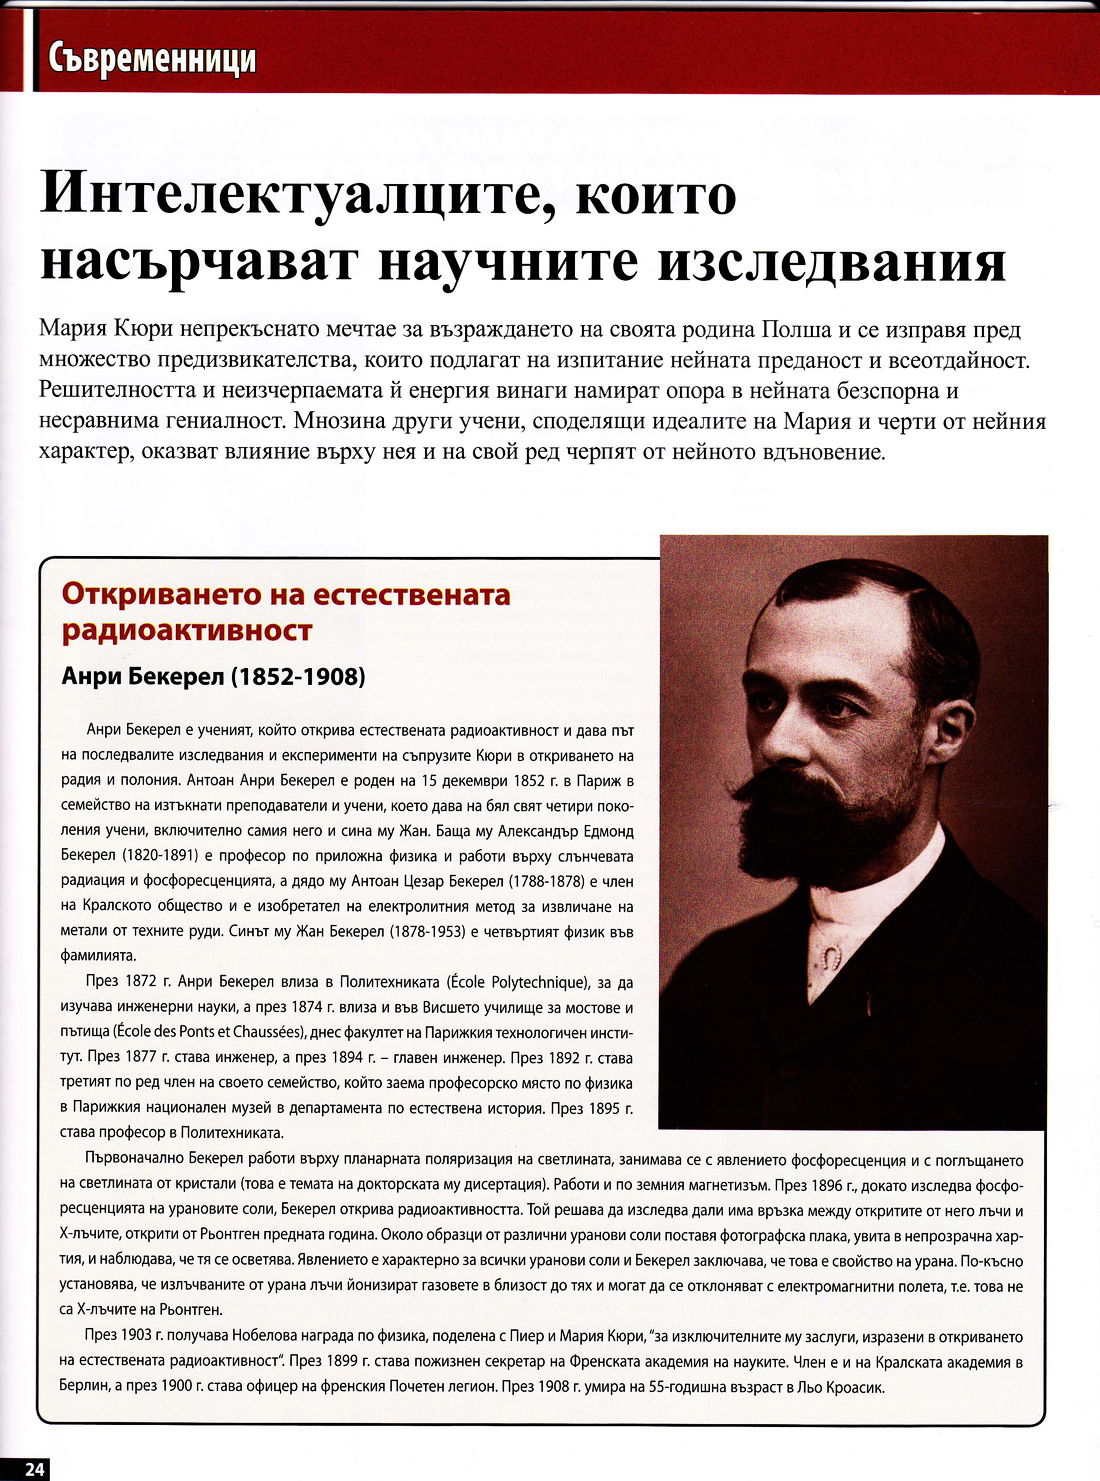 Съвременници
Интелектуалците, които
насърчават научните изследвания
Мария Кюри непрекъснато мечтае за възраждането на своята родина Полша и се изправя пред
множество предизвикателства, които подлагат на изпитание нейната преданост и всеотдайност.
Решителността и неизчерпаемата й енергия винаги намират опора в нейната безспорна и
несравнима гениалност. Мнозина други учени, споделящи идеалите на Мария и черти от нейния
характер, оказват влияние върху нея и на свой ред черпят от нейното вдъновение.
Откриването на естествената
радиоактивност
Анри Бекерел (1852-1908)
Анри Бекерел е ученият, който открива естествената радиоактивност и дава път
на последвалите изследвания и експерименти на съпрузите Кюри в откриването на
радия и полония. Антоан Анри Бекерел е роден на 15 декември 1852 г. в Париж в
семейство на изтъкнати преподаватели и учени, което дава на бял свят четири поко-
ления учени, включително самия него и сина му Жан. Баща му Александър Едмонд
Бекерел (1820-1891) е професор по приложна физика и работи върху слънчевата
радиация и фосфоресценцията, а дядо му Антоан Цезар Бекерел (1788-1878) е член
на Кралското общество и е изобретател на електролитния метод за извличане на
метали от техните руди. Синът му Жан Бекерел (1878-1953) е четвъртият физик във
фамилията.
През 1872 г. Анри Бекерел влиза в Политехниката (École Polytechnique), за да
изучава инженерни науки, а през 1874 г. влиза и във Висшето училище за мостове и
пътища (École des Ponts et Chaussées), днес факултет на Парижкия технологичен инсти-
тут. През 1877 г. става инженер, а през 1894 г. – главен инженер. През 1892 г. става
третият по ред член на своето семейство, който заема професорско място по физика
в Парижкия национален музей в департамента по естествена история. През 1895 г.
става професор в Политехниката.
Първоначално Бекерел работи върху планарната поляризация на светлината, занимава се с явлението фосфоресценция и с поглъщането
на светлината от кристали (това е темата на докторската му дисертация). Работи и по земния магнетизъм. През 1896 г., докато изследва фосфо-
ресценцията на урановите соли, Бекерел открива радиоактивността. Той решава да изследва дали има връзка между откритите от него лъчи и
Х-лъчите, открити от Рьонтген предната година. Около образци от различни уранови соли поставя фотографска плака, увита в непрозрачна хар-
тия, и наблюдава, че тя се осветява. Явлението е характерно за всички уранови соли и Бекерел заключава, че това е свойство на урана. По-късно
установява, че излъчваните от урана лъчи йонизират газовете в близост до тях и могат да се отклоняват с електромагнитни полета, т.е. това не
са Х-лъчите на Рьонтген.
През 1903 г. получава Нобелова награда по физика, поделена с Пиер и Мария Кюри, “за изключителните му заслуги, изразени в откриването
на естествената радиоактивност“. През 1899 г. става пожизнен секретар на Френската академия на науките. Член е и на Кралската академия в
Берлин, а през 1900 г. става офицер на френския Почетен легион. През 1908 г. умира на 55-годишна възраст в Льо Кроасик.
24